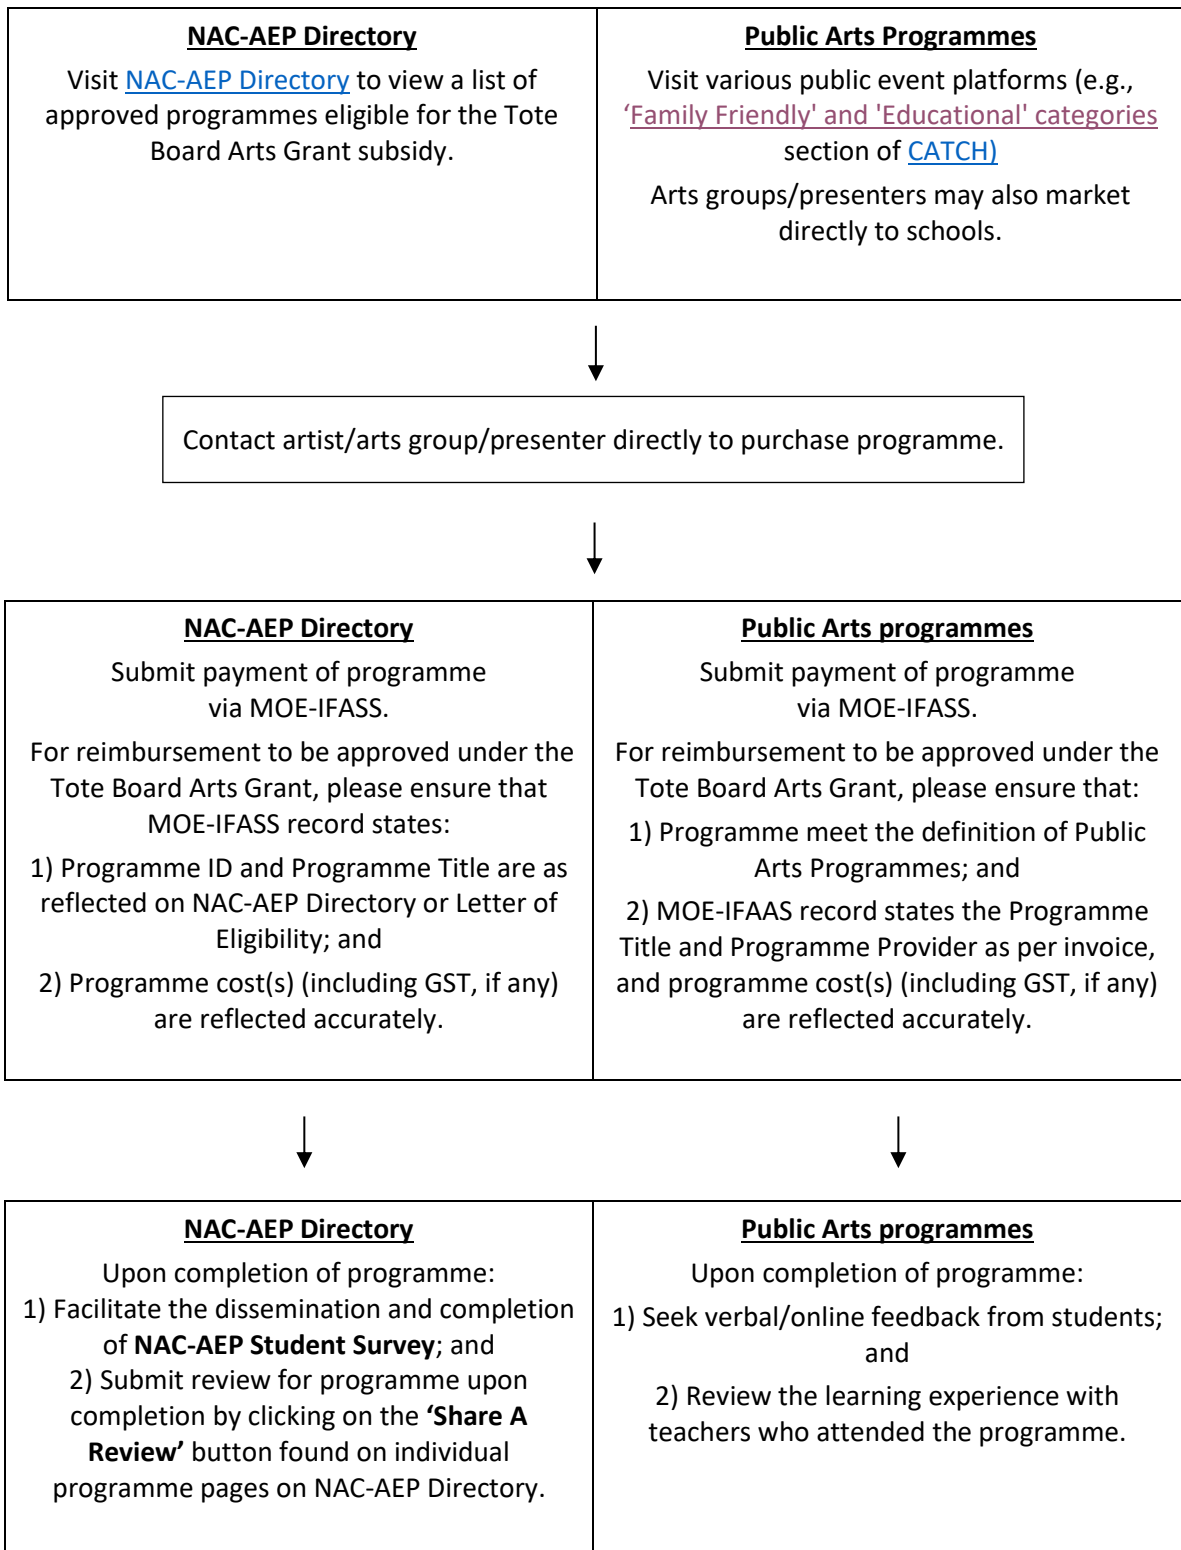 NAC-AEP Directory
Visit NAC-AEP Directory to view a list of
approved programmes eligible for the Tote
Board Arts Grant subsidy.
Public Arts Programmes
Visit various public event platforms (e.g.,
‘Family Friendly' and 'Educational' categories
section of CATCH)
Arts groups/presenters may also market
directly to schools.
Contact artist/arts group/presenter directly to purchase programme.
NAC-AEP Directory
Submit payment of programme
via MOE-IFASS.
For reimbursement to be approved under the
Tote Board Arts Grant, please ensure that
MOE-IFASS record states:
1) Programme ID and Programme Title are as
reflected on NAC-AEP Directory or Letter of
Eligibility; and
2) Programme cost(s) (including GST, if any)
are reflected accurately.
Public Arts programmes
Submit payment of programme
via MOE-IFASS.
For reimbursement to be approved under the
Tote Board Arts Grant, please ensure that:
1) Programme meet the definition of Public
Arts Programmes; and
2) MOE-IFAAS record states the Programme
Title and Programme Provider as per invoice,
and programme cost(s) (including GST, if any)
are reflected accurately.
NAC-AEP Directory
Upon completion of programme:
1) Facilitate the dissemination and completion
of NAC-AEP Student Survey; and
2) Submit review for programme upon
completion by clicking on the ‘Share A
Review’ button found on individual
programme pages on NAC-AEP Directory.
Public Arts programmes
Upon completion of programme:
1) Seek verbal/online feedback from students;
and
2) Review the learning experience with
teachers who attended the programme.